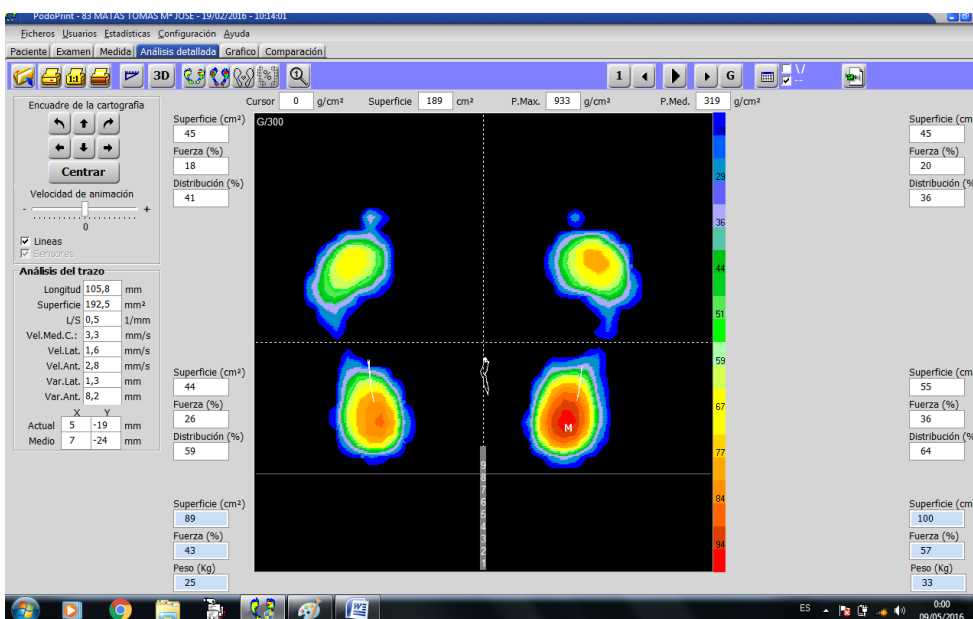 PodoPrint - 83 MATAS TOMAS Mª JOSE - 19/02/2016 - 10:14:01
Ficheros Usuarios Estadísticas Configuración Ayuda
Paciente Examen Medida Análisis detallada Grafico Comparación
1:1 3D 1 1 G
Encuadre de la cartografía
Centrar
Velocidad de animación
- +
0
Lineas
Sensores
Análisis del trazo
Longitud 105,8 mm
Superficie 192,5 mm²
L/S 0,5 1/mm
Vel.Med.C.: 3,3 mm/s
Vel.Lat. 1,6 mm/s
Vel.Ant. 2,8 mm/s
Var.Lat. 1,3 mm
Var.Ant. 8,2 mm
X Y
Actual 5 -19 mm
Medio 7 -24 mm
Cursor 0 g/cm² Superficie 189 cm² P.Max. 933 g/cm² P.Med. 319 g/cm²
Superficie (cm²)
45
Fuerza (%)
18
Distribución (%)
41
Superficie (cm²)
44
Fuerza (%)
26
Distribución (%)
59
Superficie (cm²)
89
Fuerza (%)
43
Peso (Kg)
25
G/300
M
9
8
7
6
5
4
3
2
1
29
36
44
51
59
67
77
84
94
Superficie (cm
45
Fuerza (%)
20
Distribución (%
36
Superficie (cm
55
Fuerza (%)
36
Distribución (%
64
Superficie (cm
100
Fuerza (%)
57
Peso (Kg)
33
ES 0:00
09/05/2016